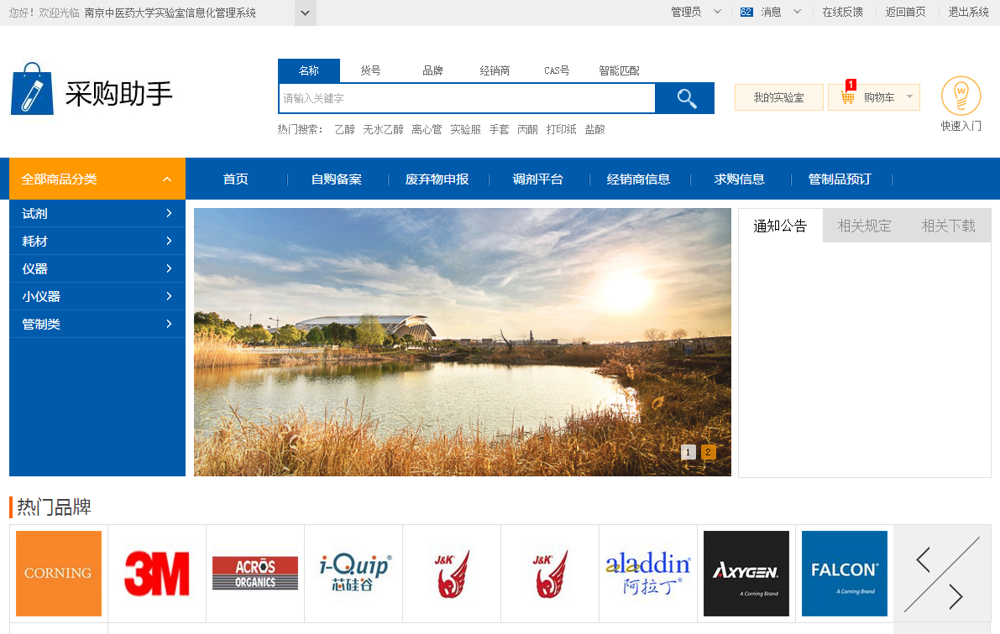 您好！欢迎光临 南京中医药大学实验室信息化管理系统 管理员 62 消息 在线反馈 返回首页 退出系统
采购助手
名称 货号 品牌 经销商 CAS号 智能匹配
请输入关键字
热门搜索： 乙醇 无水乙醇 离心管 实验服 手套 丙酮 打印纸 盐酸
我的实验室 1 购物车
W
快速入门
全部商品分类 首页 自购备案 废弃物申报 调剂平台 经销商信息 求购信息 管制品预订
试剂
耗材
仪器
小仪器
管制类
1 2
通知公告 相关规定 相关下载
热门品牌
CORNING
3M
ACROS
ORGANICS
i-Quip®
芯硅谷
J&K
J&K
aladdin®
阿拉丁®
AXYGEN.
A Corning Brand
FALCON®
A Corning Brand